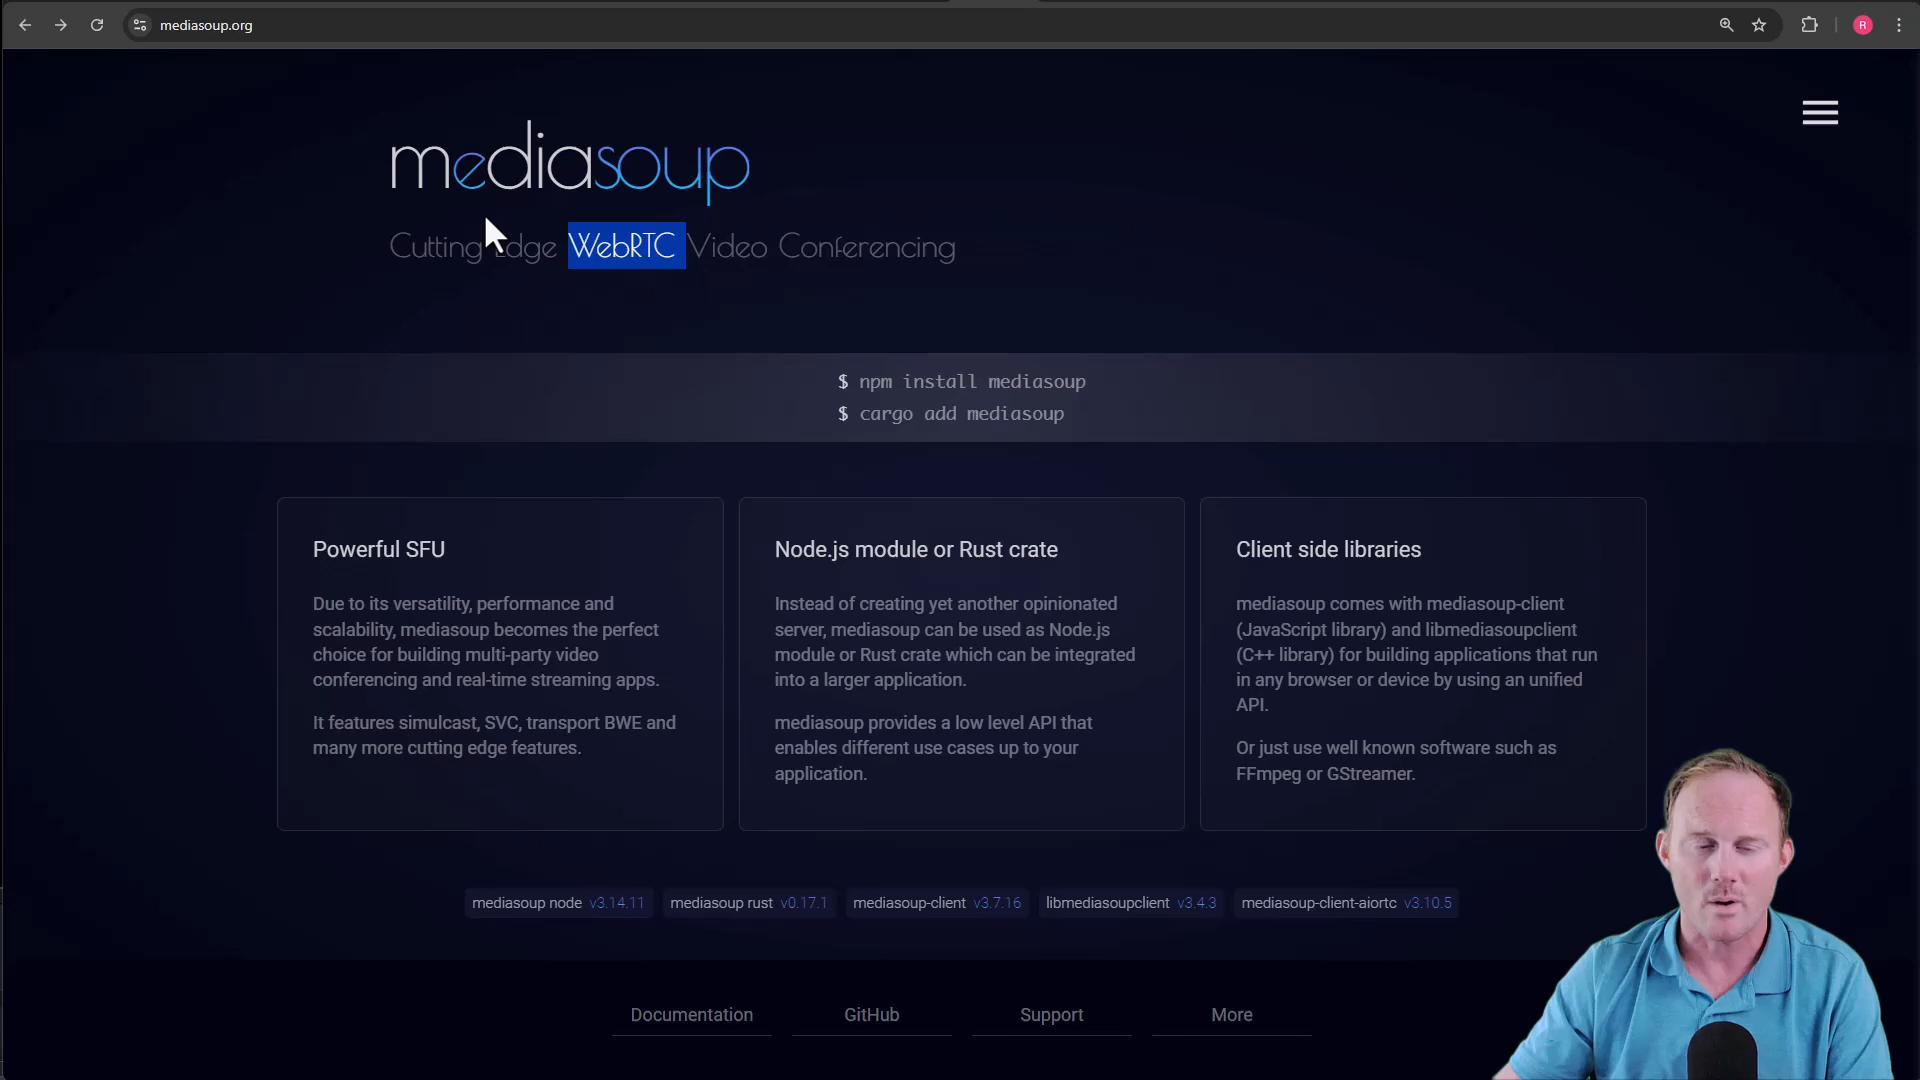 mediasoup.org
R
mediasoup
Cutting Edge WebRTC Video Conferencing
$ npm install mediasoup
$ cargo add mediasoup
Powerful SFU
Due to its versatility, performance and
scalability, mediasoup becomes the perfect
choice for building multi-party video
conferencing and real-time streaming apps.
It features simulcast, SVC, transport BWE and
many more cutting edge features.
Node.js module or Rust crate
Instead of creating yet another opinionated
server, mediasoup can be used as Node.js
module or Rust crate which can be integrated
into a larger application.
mediasoup provides a low level API that
enables different use cases up to your
application.
Client side libraries
mediasoup comes with mediasoup-client
(JavaScript library) and libmediasoupclient
(C++ library) for building applications that run
in any browser or device by using an unified
API.
Or just use well known software such as
FFmpeg or GStreamer.
mediasoup node v3.14.11 mediasoup rust v0.17.1 mediasoup-client v3.7.16 libmediasoupclient v3.4.3 mediasoup-client-aiortc v3.10.5
Documentation GitHub Support More